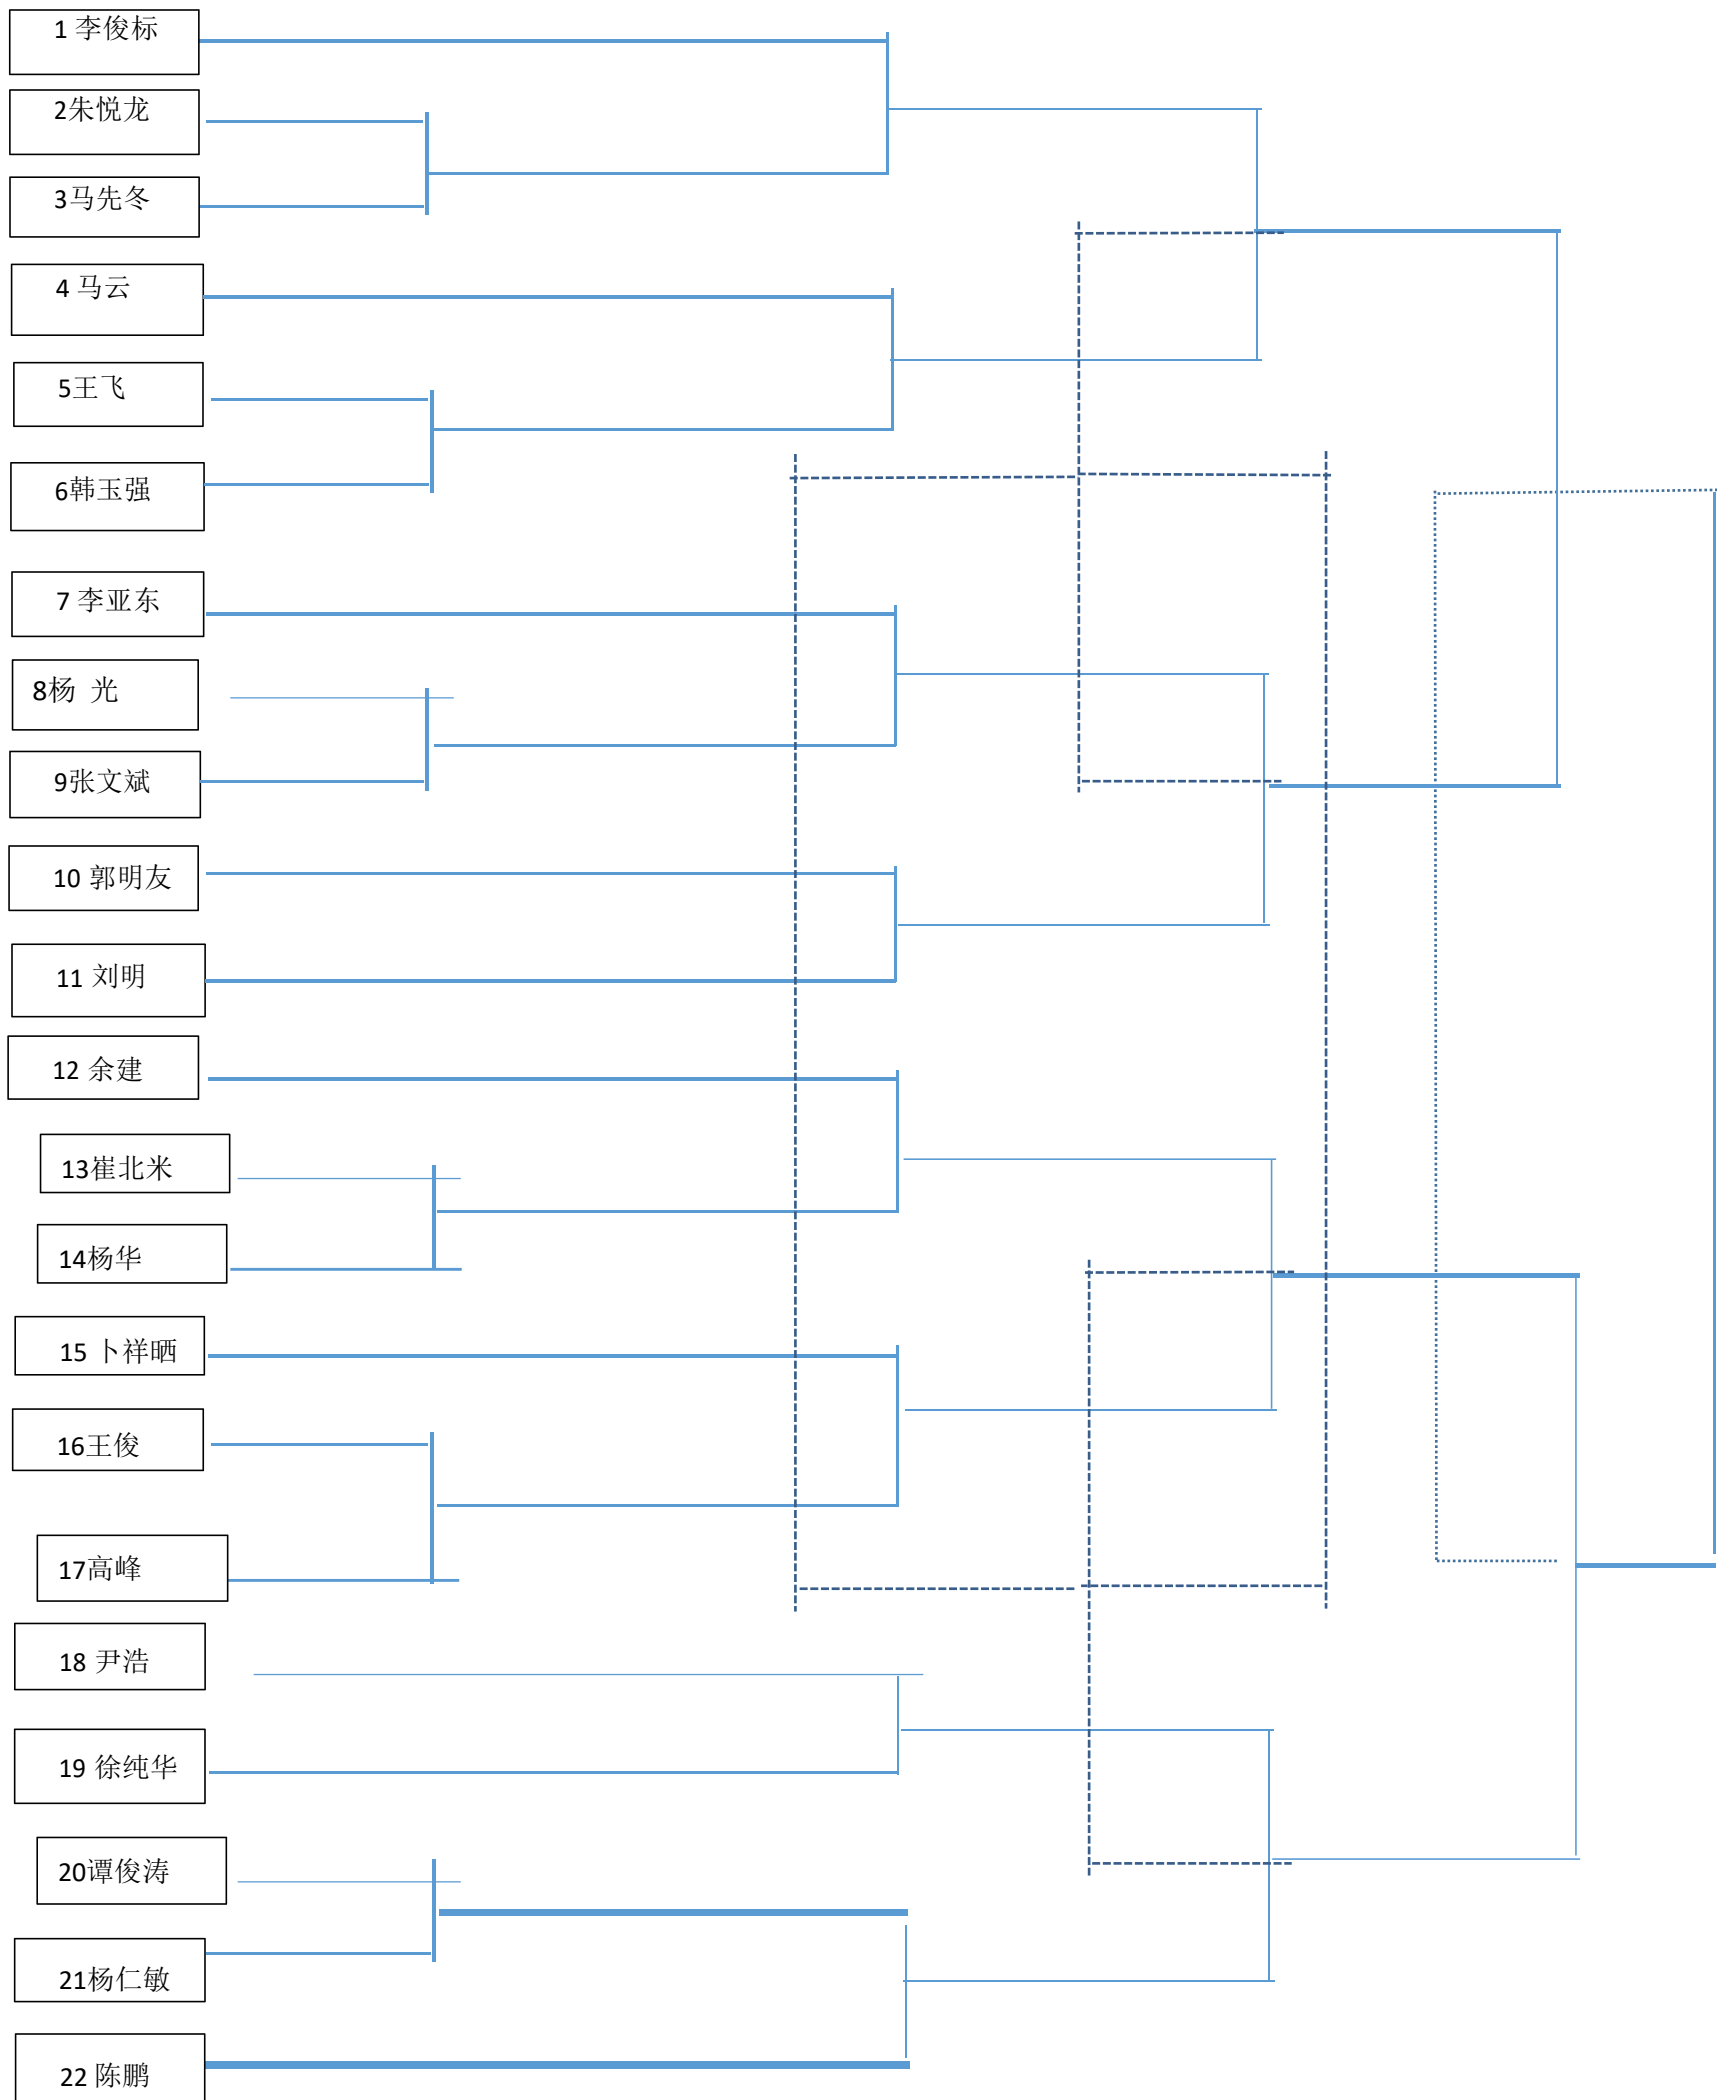 1 李俊标
2朱悦龙
3马先冬
4 马云
5王飞
6韩玉强
7 李亚东
8杨 光
9张文斌
10 郭明友
11 刘明
12 余建
13崔北米
14杨华
15 卜祥晒
16王俊
17高峰
18 尹浩
19 徐纯华
20谭俊涛
21杨仁敏
22 陈鹏